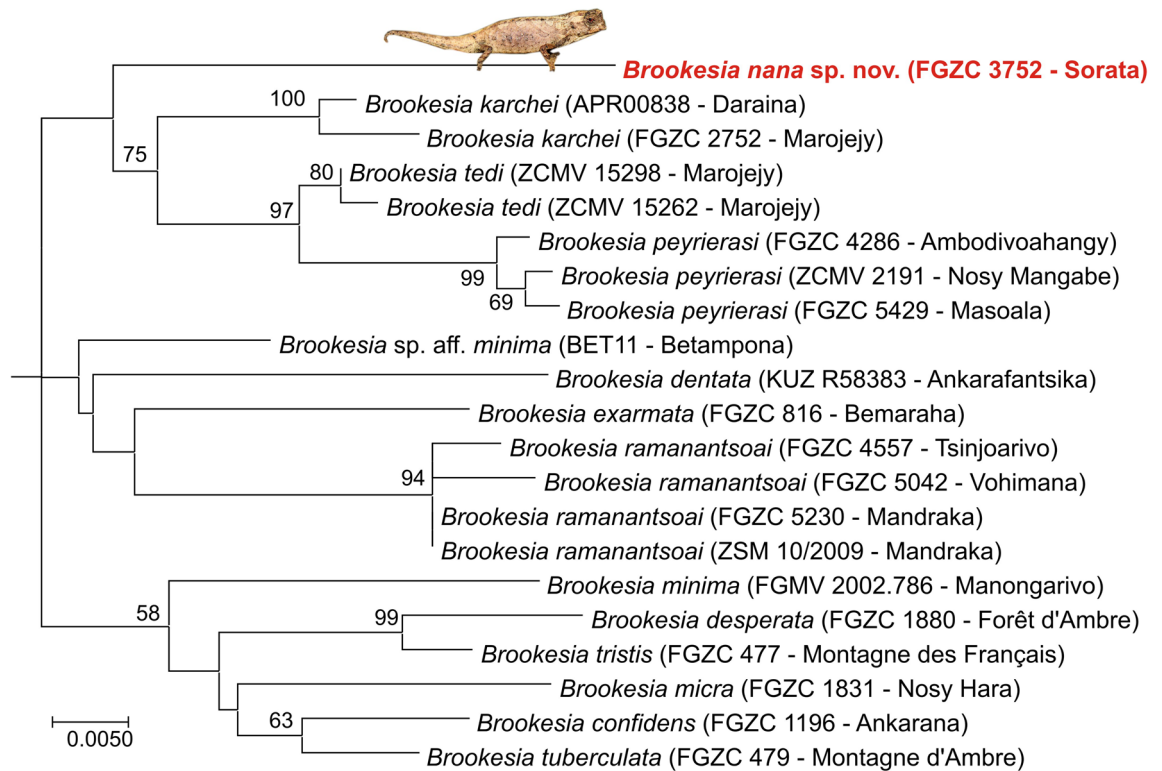 Brookesia nana sp. nov. (FGZC 3752 - Sorata)
100
Brookesia karchei (APR00838 - Daraina)
Brookesia karchei (FGZC 2752 - Marojejy)
75
80
Brookesia tedi (ZCMV 15298 - Marojejy)
97
Brookesia tedi (ZCMV 15262 - Marojejy)
Brookesia peyrierasi (FGZC 4286 - Ambodivoahangy)
99
Brookesia peyrierasi (ZCMV 2191 - Nosy Mangabe)
69
Brookesia peyrierasi (FGZC 5429 - Masoala)
Brookesia sp. aff. minima (BET11 - Betampona)
Brookesia dentata (KUZ R58383 - Ankarafantsika)
Brookesia exarmata (FGZC 816 - Bemaraha)
Brookesia ramanantsoai (FGZC 4557 - Tsinjoarivo)
94
Brookesia ramanantsoai (FGZC 5042 - Vohimana)
Brookesia ramanantsoai (FGZC 5230 - Mandraka)
Brookesia ramanantsoai (ZSM 10/2009 - Mandraka)
Brookesia minima (FGMV 2002.786 - Manongarivo)
58
99
Brookesia desperata (FGZC 1880 - Forêt d'Ambre)
Brookesia tristis (FGZC 477 - Montagne des Français)
Brookesia micra (FGZC 1831 - Nosy Hara)
63
Brookesia confidens (FGZC 1196 - Ankarana)
0.0050
Brookesia tuberculata (FGZC 479 - Montagne d'Ambre)